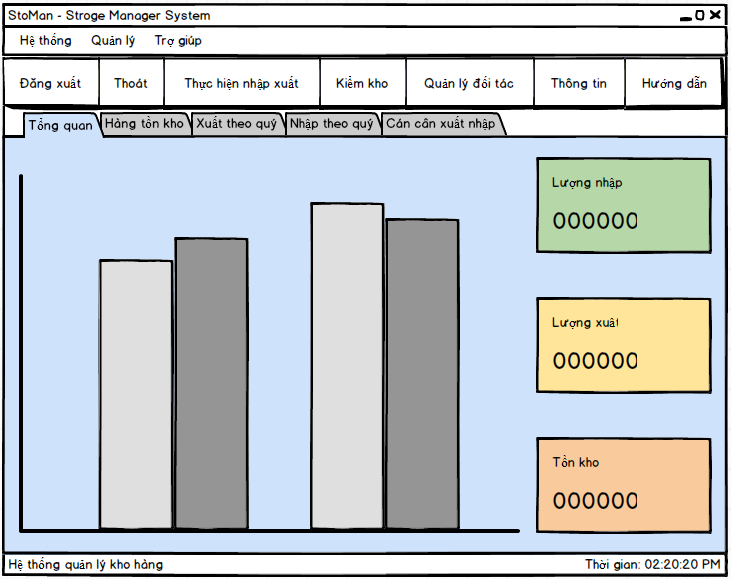 StoMan - Stroge Manager System
Hệ thống Quản lý Trợ giúp
Đăng xuất Thoát Thực hiện nhập xuất Kiểm kho Quản lý đối tác Thông tin Hướng dẫn
Tổng quan Hàng tồn kho Xuất theo quý Nhập theo quý Cán cân xuất nhập
Lượng nhập
000000
Lượng xuất
000000
Tồn kho
000000
Hệ thống quản lý kho hàng Thời gian: 02:20:20 PM